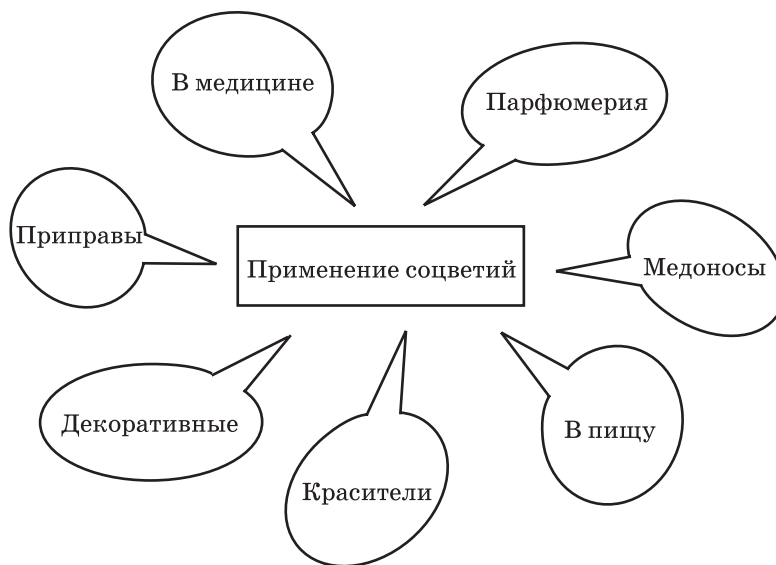 В медицине
Парфюмерия
Приправы
Применение соцветий
Медоносы
Декоративные
Красители
В пищу